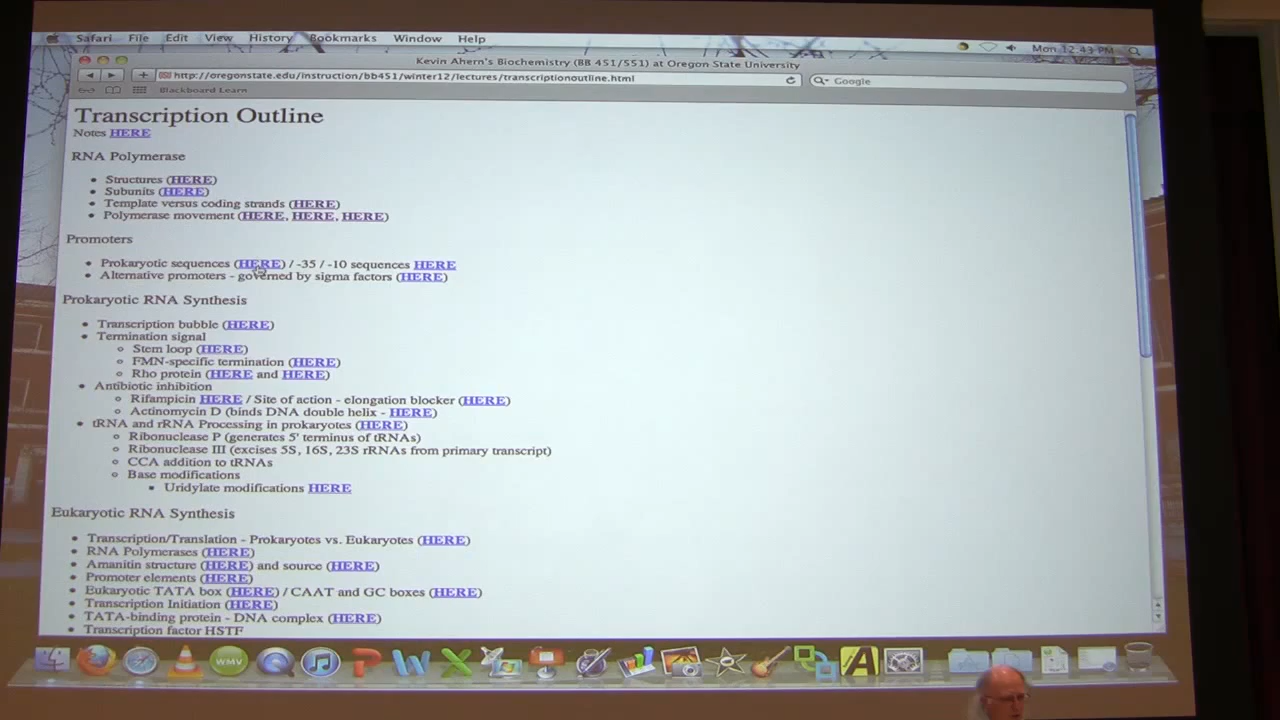 Safari File Edit View History Bookmarks Window Help Mon 12:43 PM
Kevin Ahern's Biochemistry (BB 451/551) at Oregon State University
http://oregonstate.edu/instruction/bb451/winter12/lectures/transcriptionoutline.html Google
Blackboard Learn
Transcription Outline
Notes HERE
RNA Polymerase
Structures (HERE)
Subunits (HERE)
Template versus coding strands (HERE)
Polymerase movement (HERE, HERE, HERE)
Promoters
Prokaryotic sequences (HERE) / -35 / -10 sequences HERE
Alternative promoters - governed by sigma factors (HERE)
Prokaryotic RNA Synthesis
Transcription bubble (HERE)
Termination signal
Stem loop (HERE)
FMN-specific termination (HERE)
Rho protein (HERE and HERE)
Antibiotic inhibition
Rifampicin HERE / Site of action - elongation blocker (HERE)
Actinomycin D (binds DNA double helix - HERE)
tRNA and rRNA Processing in prokaryotes (HERE)
Ribonuclease P (generates 5' terminus of tRNAs)
Ribonuclease III (excises 5S, 16S, 23S rRNAs from primary transcript)
CCA addition to tRNAs
Base modifications
Uridylate modifications HERE
Eukaryotic RNA Synthesis
Transcription/Translation - Prokaryotes vs. Eukaryotes (HERE)
RNA Polymerases (HERE)
Amanitin structure (HERE) and source (HERE)
Promoter elements (HERE)
Eukaryotic TATA box (HERE) / CAAT and GC boxes (HERE)
Transcription Initiation (HERE)
TATA-binding protein - DNA complex (HERE)
Transcription factor HSTF
WMV